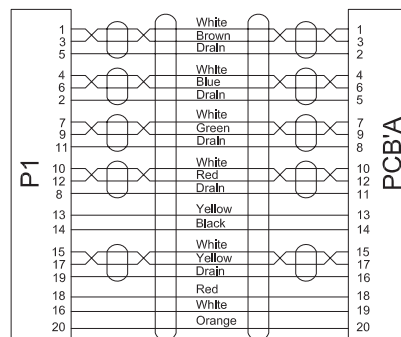 1 White 1
3 Brown 3
5 Drain 2
4 White 4
6 Blue 6
2 Drain 5
7 White 7
9 Green 9
11 Drain 8
10 White 10
12 Red 12
8 Drain 11
13 Yellow 13
14 Black 14
15 White 15
17 Yellow 17
19 Drain 16
18 Red 18
16 White 19
20 Orange 20
P1
PCB'A